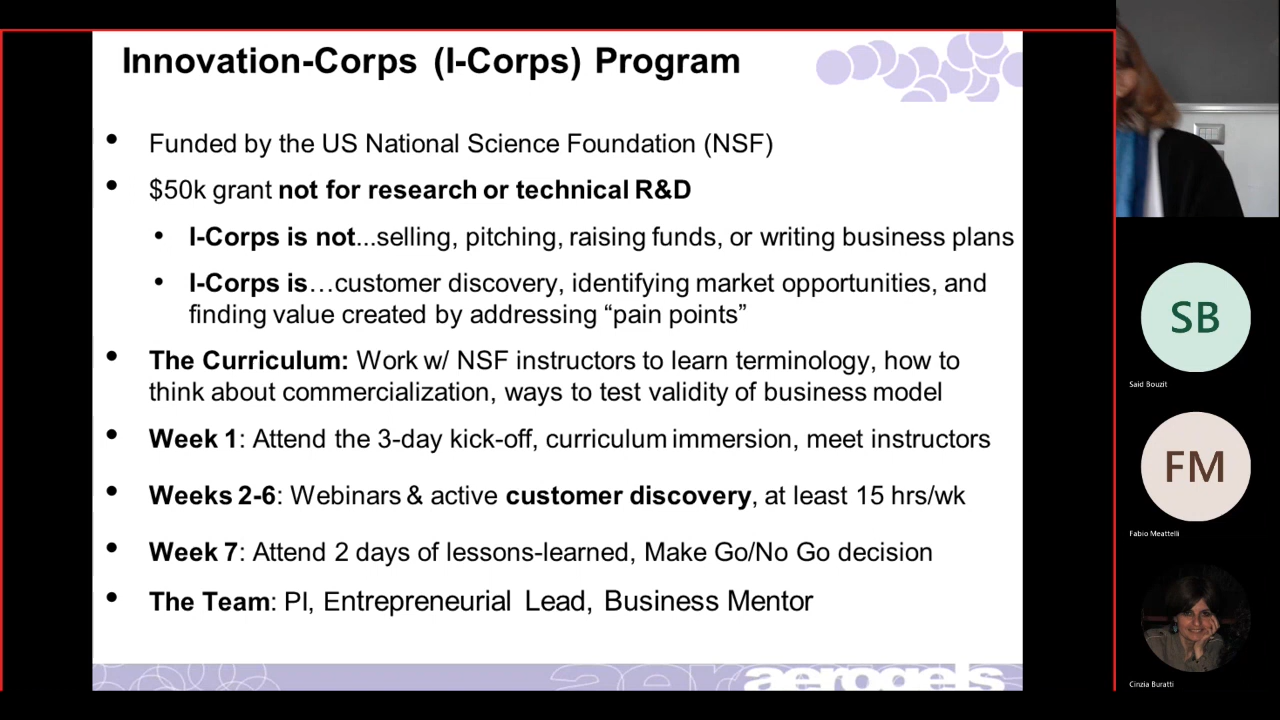 Innovation-Corps (I-Corps) Program
• Funded by the US National Science Foundation (NSF)
• $50k grant not for research or technical R&D
• I-Corps is not...selling, pitching, raising funds, or writing business plans
• I-Corps is…customer discovery, identifying market opportunities, and
finding value created by addressing “pain points”
• The Curriculum: Work w/ NSF instructors to learn terminology, how to
think about commercialization, ways to test validity of business model
• Week 1: Attend the 3-day kick-off, curriculum immersion, meet instructors
• Weeks 2-6: Webinars & active customer discovery, at least 15 hrs/wk
• Week 7: Attend 2 days of lessons-learned, Make Go/No Go decision
• The Team: PI, Entrepreneurial Lead, Business Mentor
aerogels
SB
Said Bouzit
FM
Fabio Meattelli
Cinzia Buratti